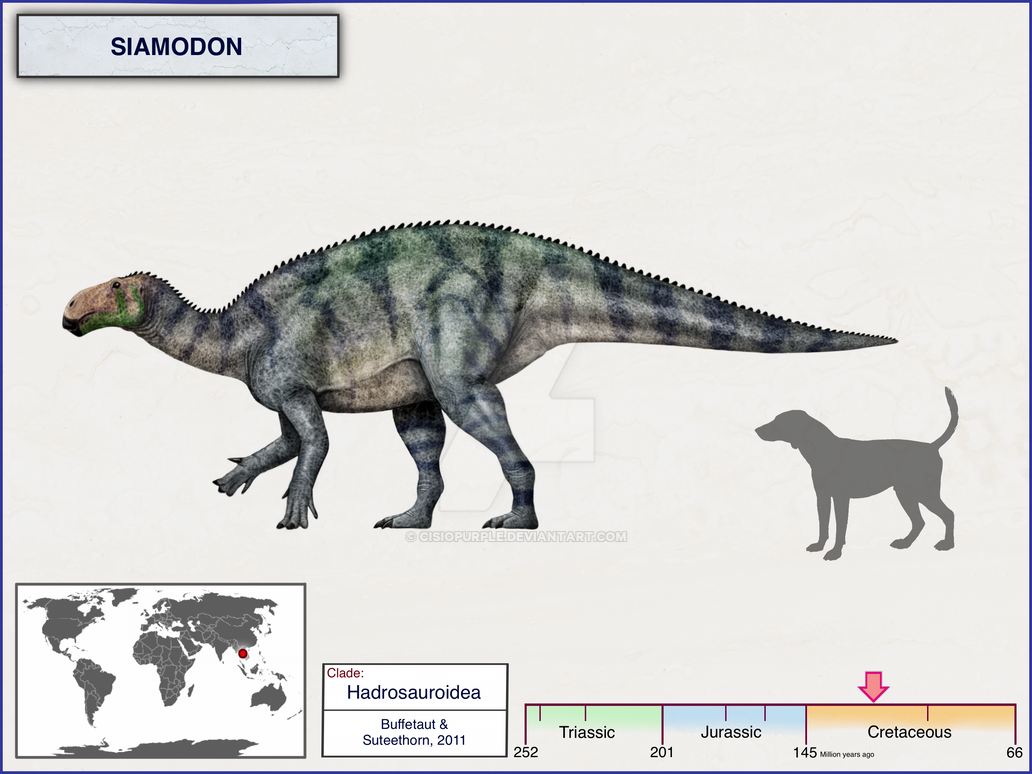 SIAMODON
© CISIOPURPLE.DEVIANTART.COM
Clade:
Hadrosauroidea
Buffetaut &
Suteethorn, 2011
Triassic
Jurassic
Cretaceous
252
201
145
Million years ago
66